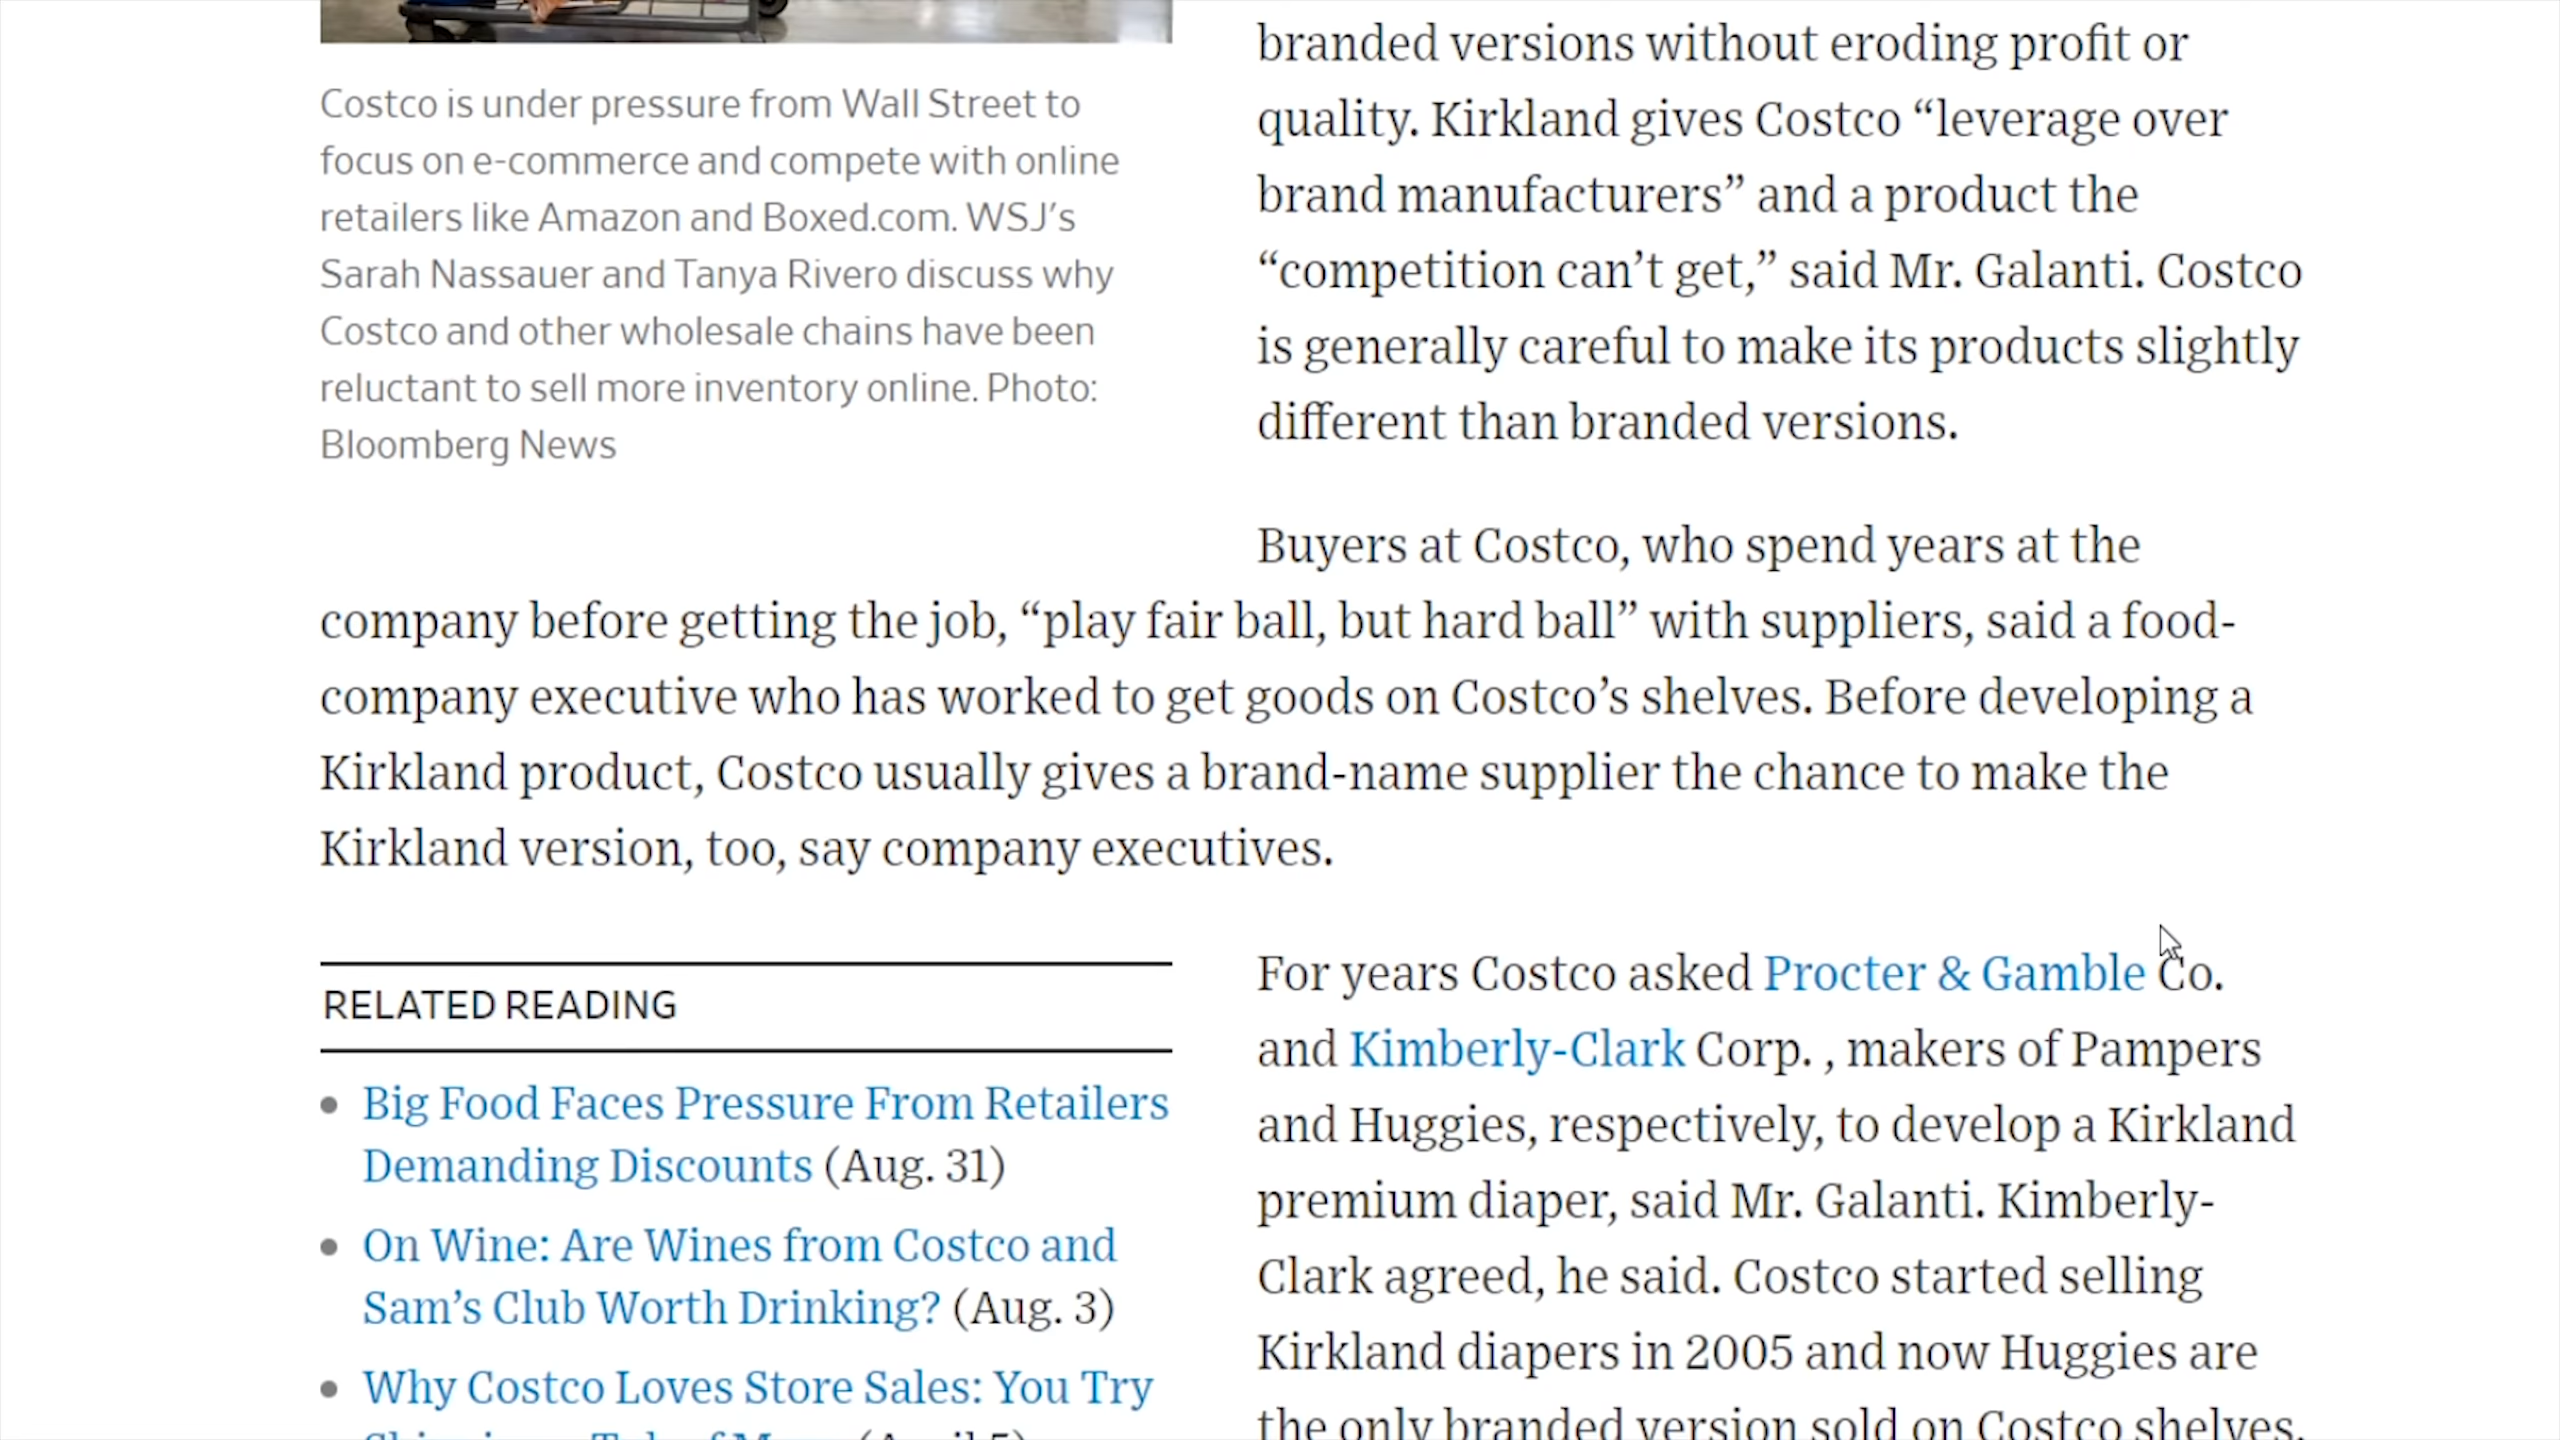 Costco is under pressure from Wall Street to
focus on e-commerce and compete with online
retailers like Amazon and Boxed.com. WSJ’s
Sarah Nassauer and Tanya Rivero discuss why
Costco and other wholesale chains have been
reluctant to sell more inventory online. Photo:
Bloomberg News
branded versions without eroding profit or
quality. Kirkland gives Costco “leverage over
brand manufacturers” and a product the
“competition can’t get,” said Mr. Galanti. Costco
is generally careful to make its products slightly
different than branded versions.
Buyers at Costco, who spend years at the
company before getting the job, “play fair ball, but hard ball” with suppliers, said a food-
company executive who has worked to get goods on Costco’s shelves. Before developing a
Kirkland product, Costco usually gives a brand-name supplier the chance to make the
Kirkland version, too, say company executives.
RELATED READING
• Big Food Faces Pressure From Retailers
Demanding Discounts (Aug. 31)
• On Wine: Are Wines from Costco and
Sam’s Club Worth Drinking? (Aug. 3)
• Why Costco Loves Store Sales: You Try
For years Costco asked Procter & Gamble Co.
and Kimberly-Clark Corp. , makers of Pampers
and Huggies, respectively, to develop a Kirkland
premium diaper, said Mr. Galanti. Kimberly-
Clark agreed, he said. Costco started selling
Kirkland diapers in 2005 and now Huggies are
the only branded version sold on Costco shelves.